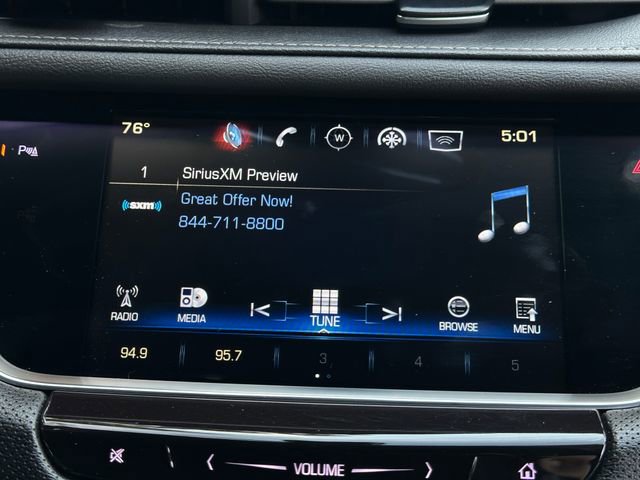 76°
W
5:01
P
1 SiriusXM Preview
((sxm)) Great Offer Now!
844-711-8800
RADIO MEDIA TUNE BROWSE MENU
94.9 95.7 3 4 5
VOLUME